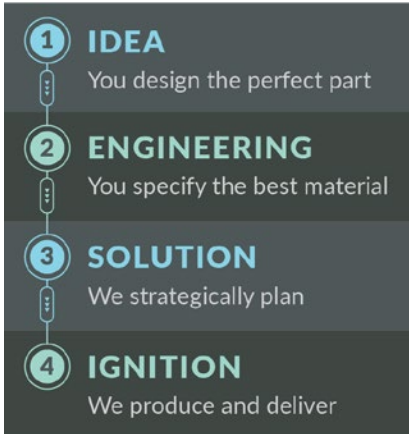 1
IDEA
You design the perfect part
2
ENGINEERING
You specify the best material
3
SOLUTION
We strategically plan
4
IGNITION
We produce and deliver